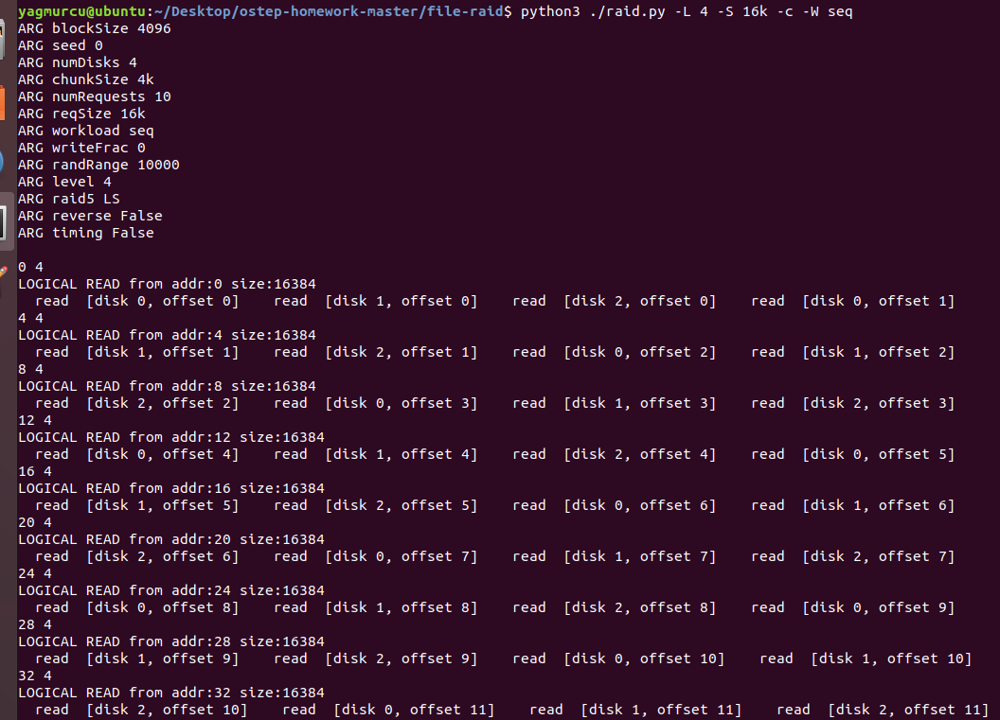 yagmurcu@ubuntu:~/Desktop/ostep-homework-master/file-raid$ python3 ./raid.py -L 4 -S 16k -c -W seq
ARG blockSize 4096
ARG seed 0
ARG numDisks 4
ARG chunkSize 4k
ARG numRequests 10
ARG reqSize 16k
ARG workload seq
ARG writeFrac 0
ARG randRange 10000
ARG level 4
ARG raid5 LS
ARG reverse False
ARG timing False
0 4
LOGICAL READ from addr:0 size:16384
read [disk 0, offset 0] read [disk 1, offset 0] read [disk 2, offset 0] read [disk 0, offset 1]
4 4
LOGICAL READ from addr:4 size:16384
read [disk 1, offset 1] read [disk 2, offset 1] read [disk 0, offset 2] read [disk 1, offset 2]
8 4
LOGICAL READ from addr:8 size:16384
read [disk 2, offset 2] read [disk 0, offset 3] read [disk 1, offset 3] read [disk 2, offset 3]
12 4
LOGICAL READ from addr:12 size:16384
read [disk 0, offset 4] read [disk 1, offset 4] read [disk 2, offset 4] read [disk 0, offset 5]
16 4
LOGICAL READ from addr:16 size:16384
read [disk 1, offset 5] read [disk 2, offset 5] read [disk 0, offset 6] read [disk 1, offset 6]
20 4
LOGICAL READ from addr:20 size:16384
read [disk 2, offset 6] read [disk 0, offset 7] read [disk 1, offset 7] read [disk 2, offset 7]
24 4
LOGICAL READ from addr:24 size:16384
read [disk 0, offset 8] read [disk 1, offset 8] read [disk 2, offset 8] read [disk 0, offset 9]
28 4
LOGICAL READ from addr:28 size:16384
read [disk 1, offset 9] read [disk 2, offset 9] read [disk 0, offset 10] read [disk 1, offset 10]
32 4
LOGICAL READ from addr:32 size:16384
read [disk 2, offset 10] read [disk 0, offset 11] read [disk 1, offset 11] read [disk 2, offset 11]